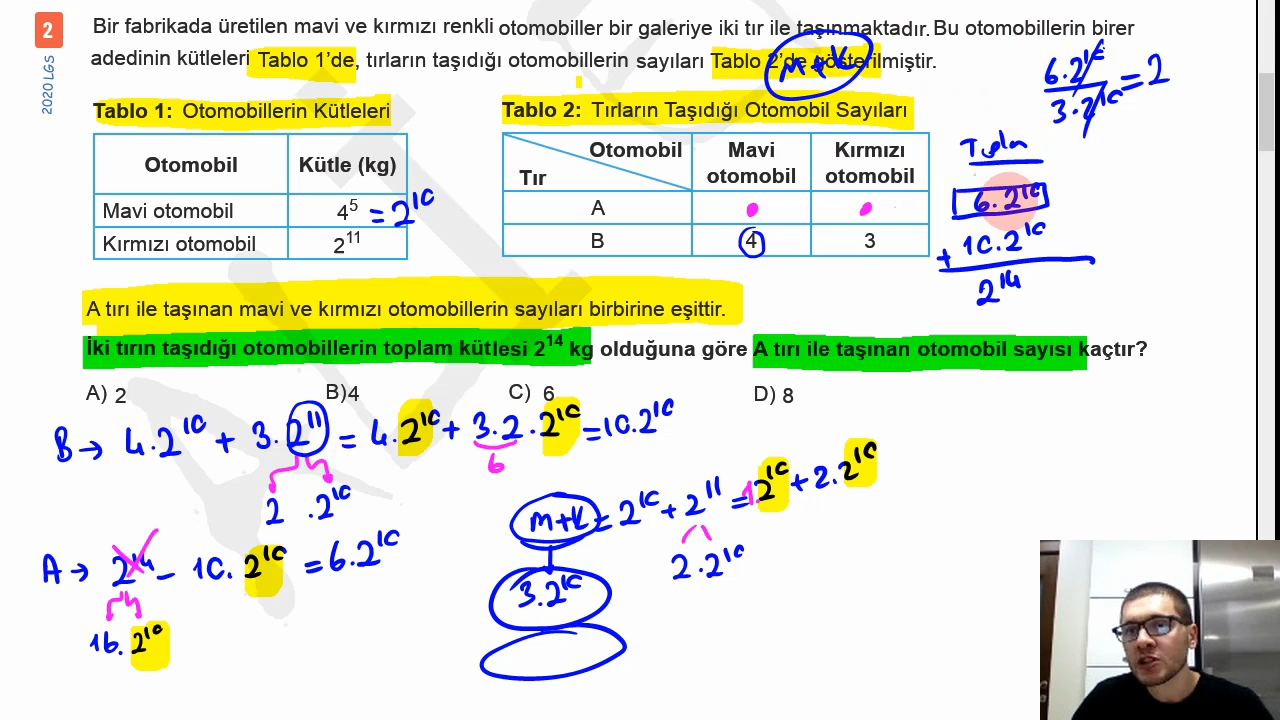 2
2020 LGS
Bir fabrikada üretilen mavi ve kırmızı renkli otomobiller bir galeriye iki tır ile taşınmaktadır. Bu otomobillerin birer
adedinin kütleleri Tablo 1'de, tırların taşıdığı otomobillerin sayıları Tablo 2'de gösterilmiştir.
M+K
6.2¹⁰/3.2¹⁰ = 2
Tablo 1: Otomobillerin Kütleleri
Otomobil Kütle (kg)
Mavi otomobil 4⁵ = 2¹⁰
Kırmızı otomobil 2¹¹
Tablo 2: Tırların Taşıdığı Otomobil Sayıları
Otomobil Mavi otomobil Kırmızı otomobil
Tır
A
B 4 3
6.2¹⁰
+ 10.2¹⁰
2¹⁴
A tırı ile taşınan mavi ve kırmızı otomobillerin sayıları birbirine eşittir.
İki tırın taşıdığı otomobillerin toplam kütlesi 2¹⁴ kg olduğuna göre A tırı ile taşınan otomobil sayısı kaçtır?
A) 2 B)4 C) 6 D) 8
B → 4.2¹⁰ + 3.2¹¹ = 4.2¹⁰ + 3.2.2¹⁰ = 10.2¹⁰
6
2 .2¹⁰
m+k = 2¹⁰ + 2¹¹ = 1.2¹⁰ + 2.2¹⁰
2.2¹⁰
3.2¹⁰
A → 2¹⁴ - 10.2¹⁰ = 6.2¹⁰
16.2¹⁰